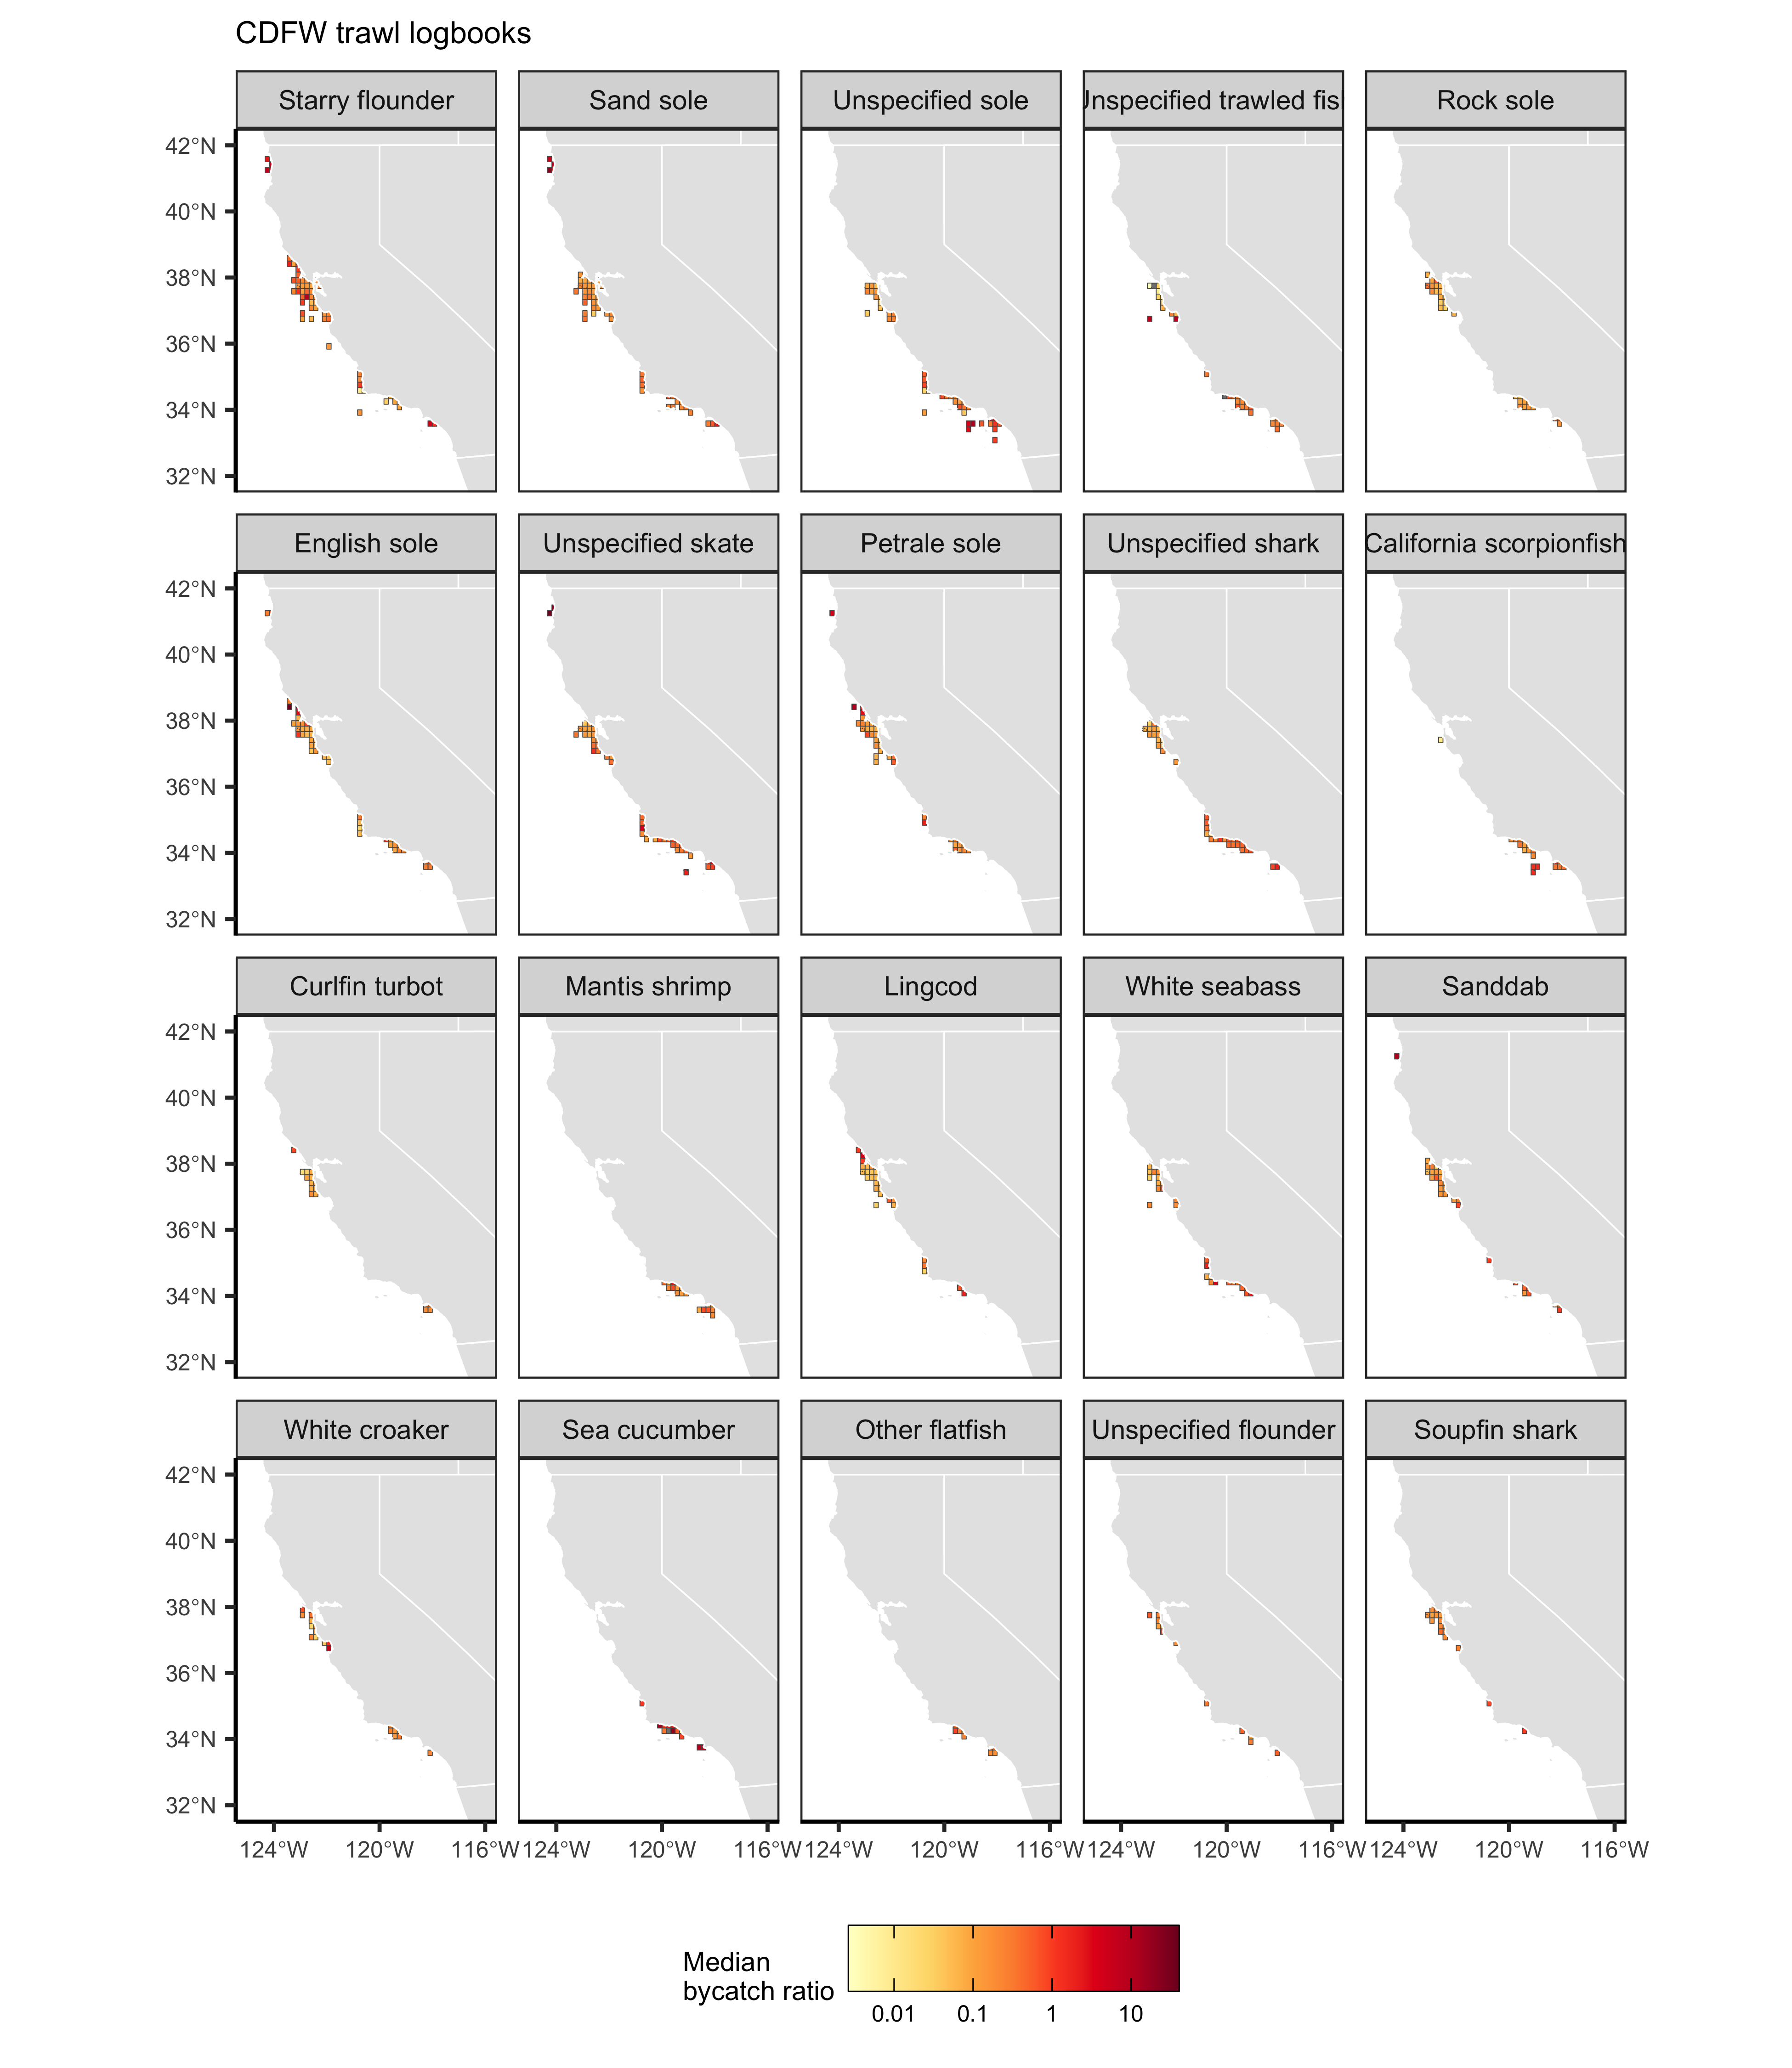 CDFW trawl logbooks
Starry flounder
Sand sole
Unspecified sole
Unspecified trawled fish
Rock sole
42°N
40°N
38°N
36°N
34°N
32°N
English sole
Unspecified skate
Petrale sole
Unspecified shark
California scorpionfish
42°N
40°N
38°N
36°N
34°N
32°N
Curlfin turbot
Mantis shrimp
Lingcod
White seabass
Sanddab
42°N
40°N
38°N
36°N
34°N
32°N
White croaker
Sea cucumber
Other flatfish
Unspecified flounder
Soupfin shark
42°N
40°N
38°N
36°N
34°N
32°N
124°W 120°W 116°W 124°W 120°W 116°W 124°W 120°W 116°W 124°W 120°W 116°W 124°W 120°W 116°W
Median
bycatch ratio
0.01 0.1 1 10